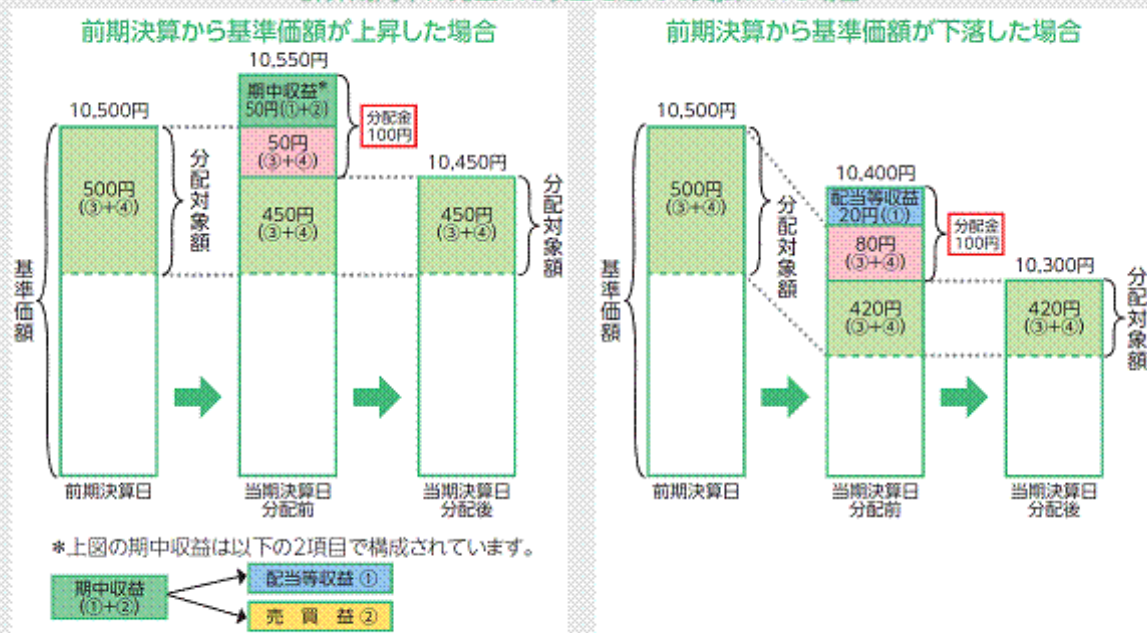 前期決算から基準価額が上昇した場合
10,550円
10,500円
期中収益*
50円(①+②)
50円
(③+④)
分配金
100円
10,450円
500円
(③+④)
分配対象額
450円
(③+④)
450円
(③+④)
分配対象額
基準価額
前期決算日
当期決算日
分配前
当期決算日
分配後
*上図の期中収益は以下の2項目で構成されています。
期中収益
(①+②)
配当等収益 ①
売 買 益 ②
前期決算から基準価額が下落した場合
10,500円
10,400円
500円
(③+④)
分配対象額
配当等収益
20円(①)
80円
(③+④)
分配金
100円
10,300円
420円
(③+④)
420円
(③+④)
分配対象額
基準価額
前期決算日
当期決算日
分配前
当期決算日
分配後